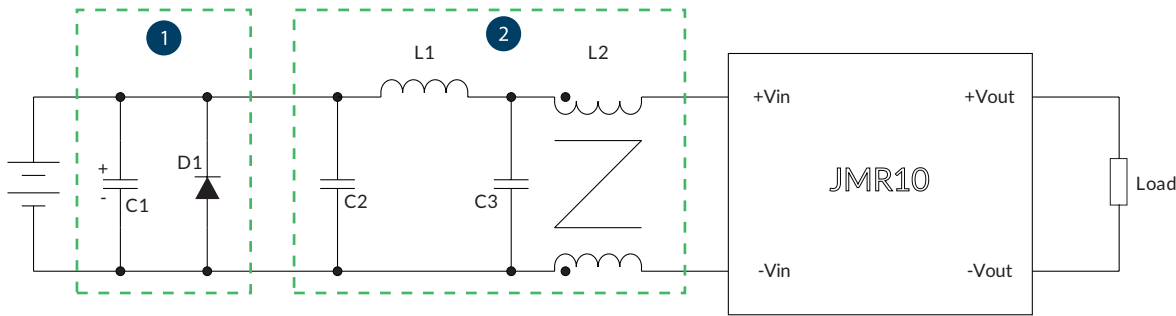 1
2
L1
L2
+Vin
+Vout
D1
+
-
C1
C2
C3
JMR10
Load
-Vin
-Vout